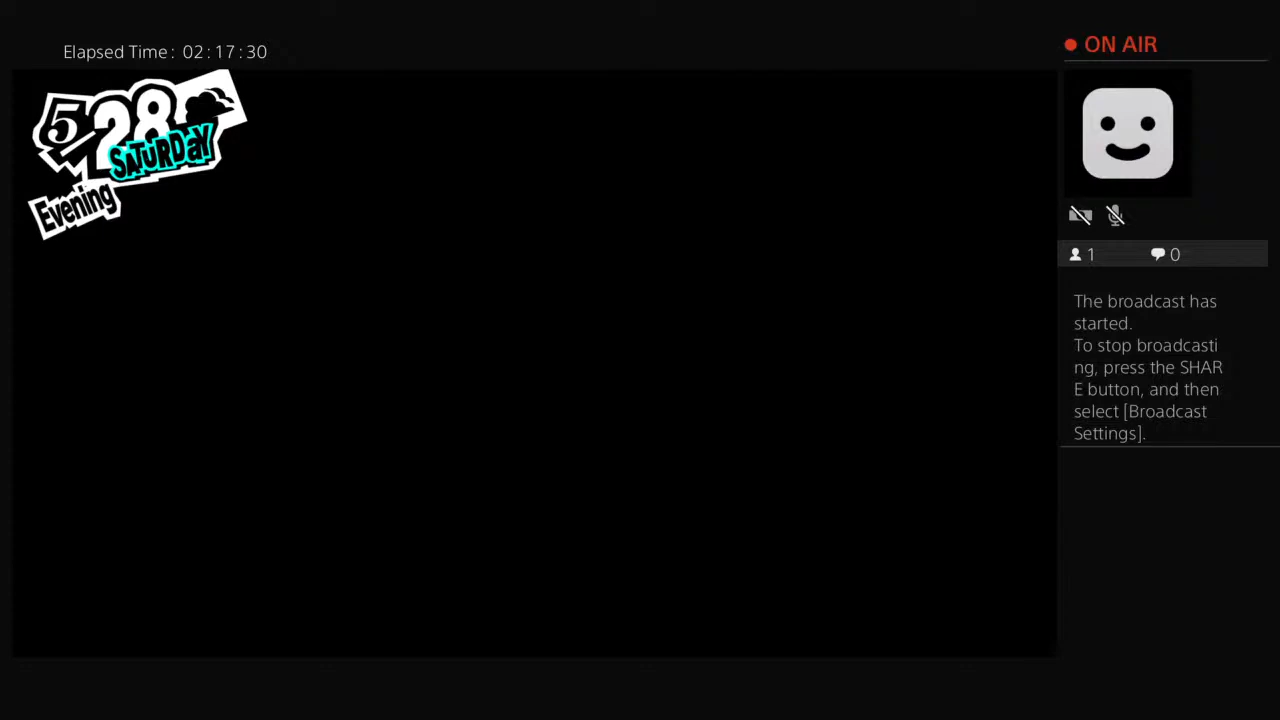 Elapsed Time: 02:17:30
ON AIR
5/28
SATURDAY
Evening
1 0
The broadcast has
started.
To stop broadcasti
ng, press the SHAR
E button, and then
select [Broadcast
Settings].